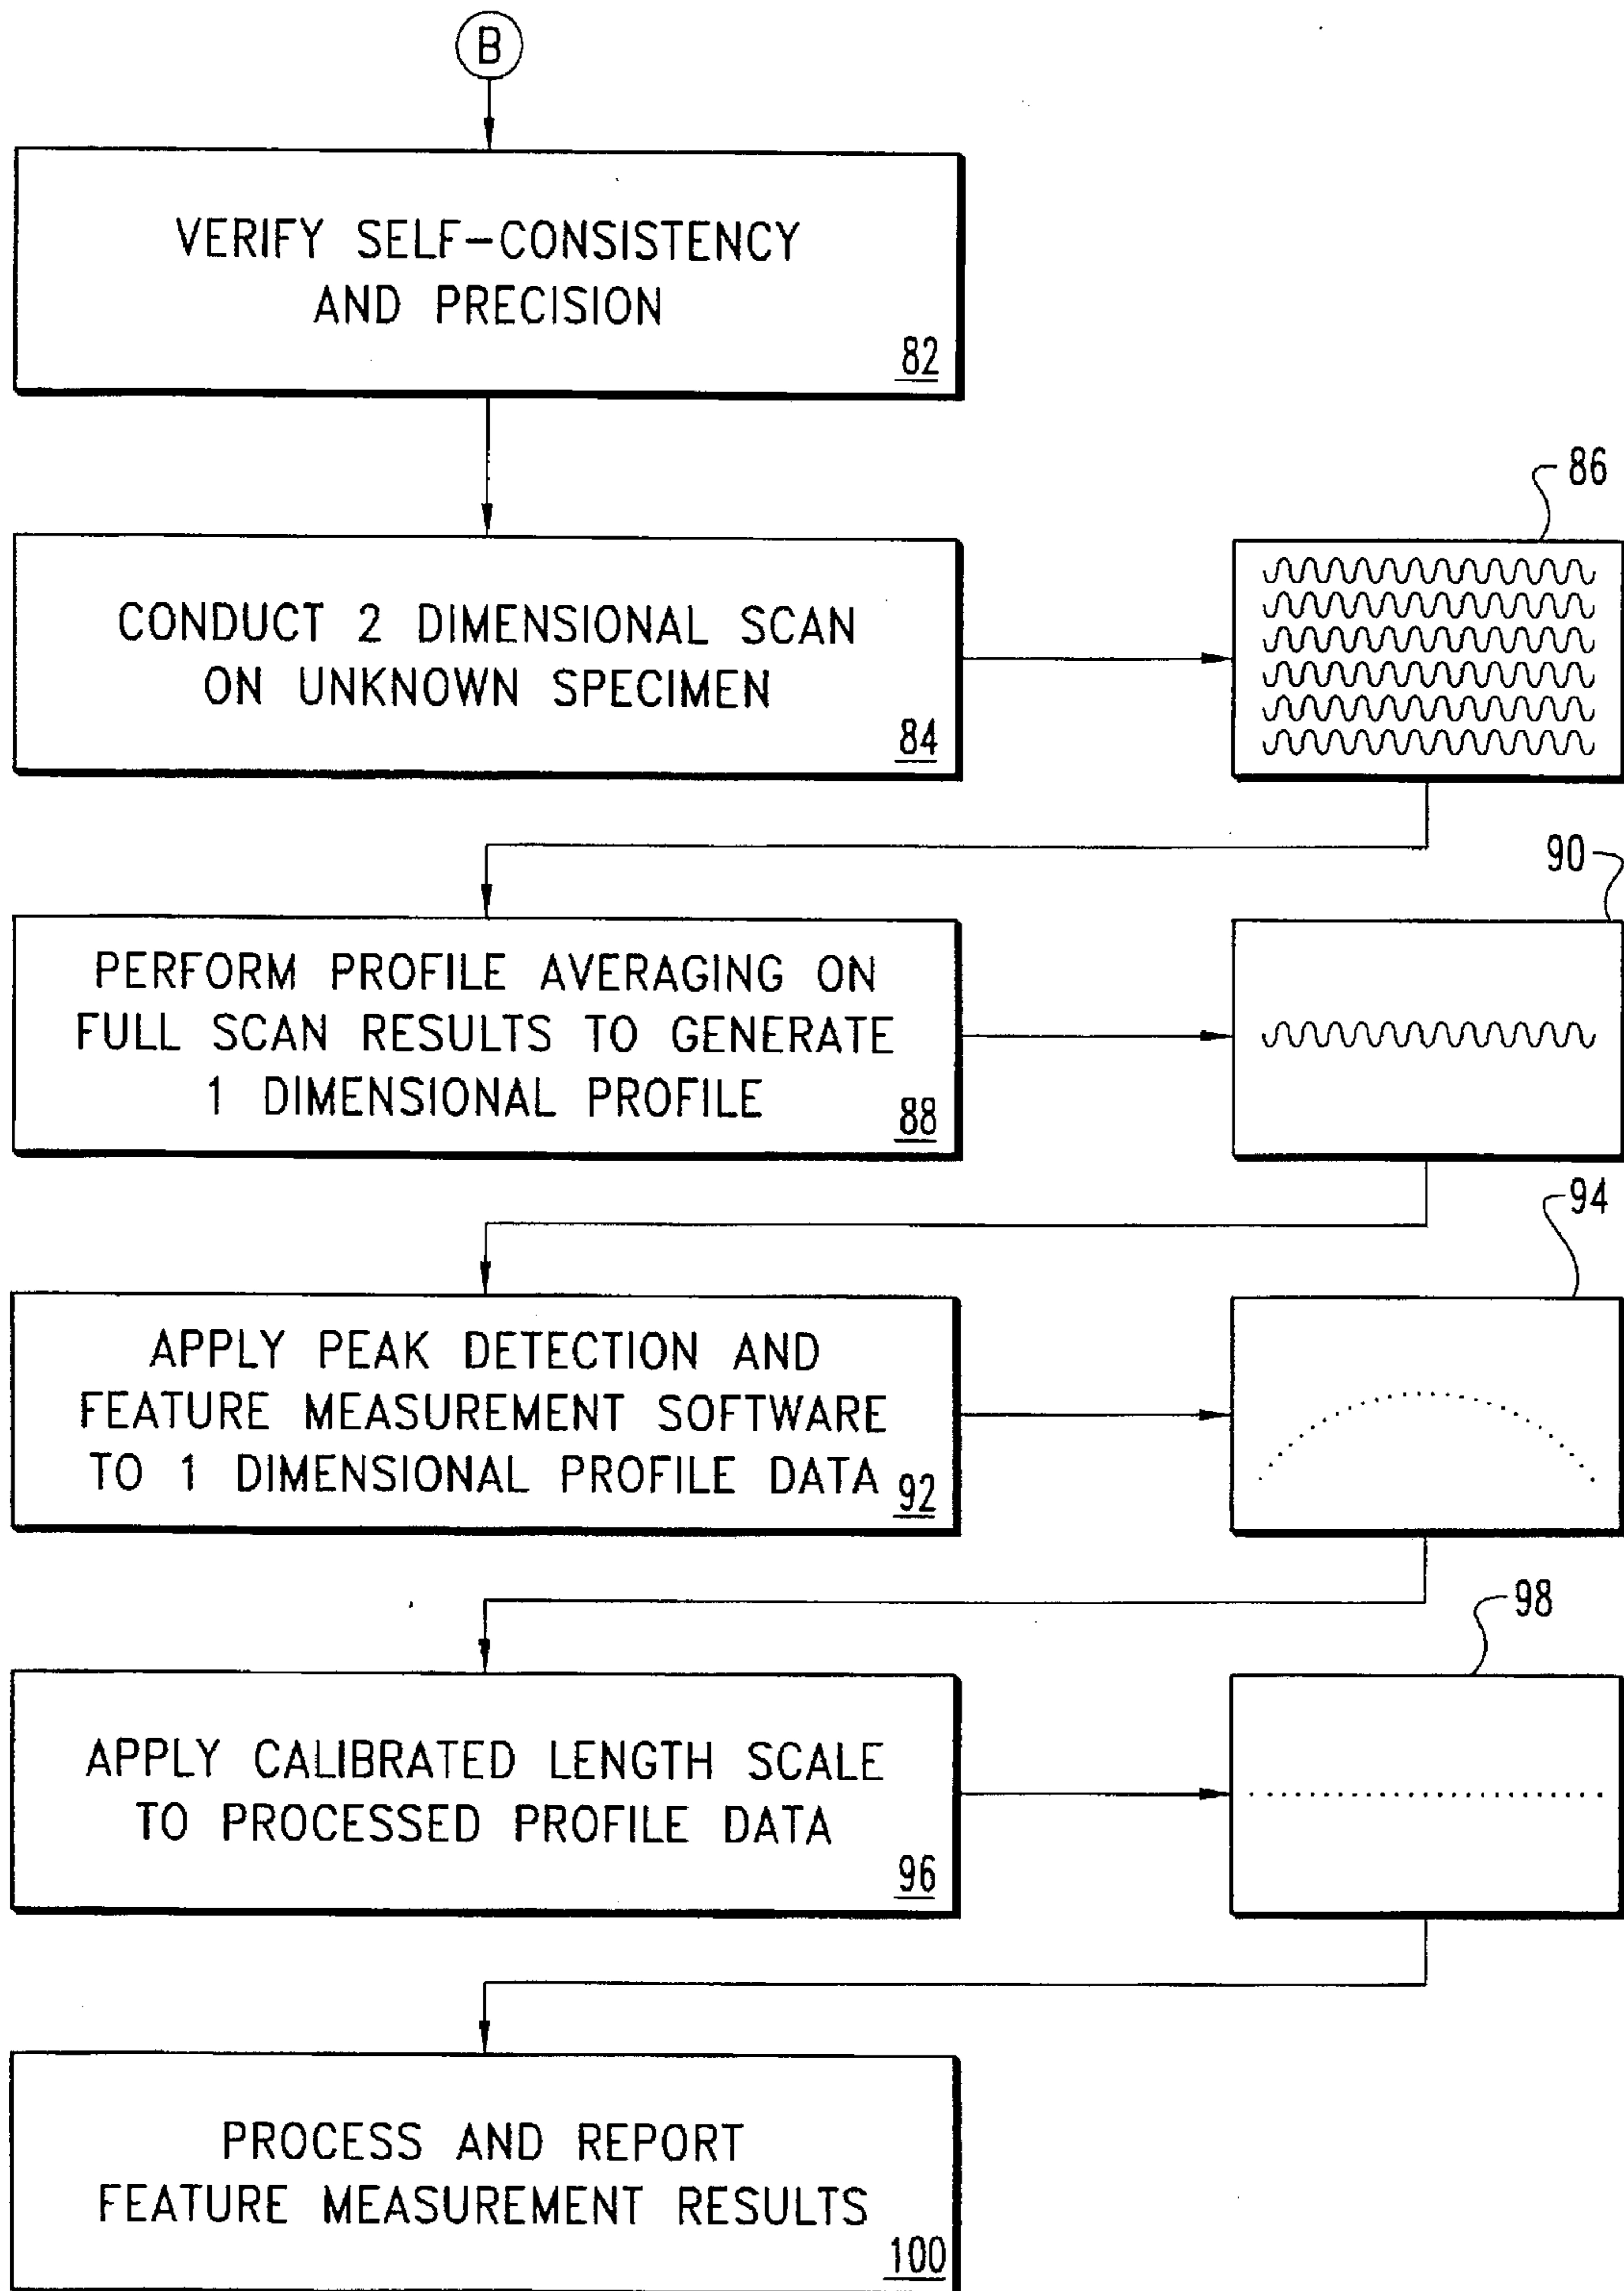 B
VERIFY SELF-CONSISTENCY
AND PRECISION
82
86
CONDUCT 2 DIMENSIONAL SCAN
ON UNKNOWN SPECIMEN
84
90
PERFORM PROFILE AVERAGING ON
FULL SCAN RESULTS TO GENERATE
1 DIMENSIONAL PROFILE
88
94
APPLY PEAK DETECTION AND
FEATURE MEASUREMENT SOFTWARE
TO 1 DIMENSIONAL PROFILE DATA
92
98
APPLY CALIBRATED LENGTH SCALE
TO PROCESSED PROFILE DATA
96
PROCESS AND REPORT
FEATURE MEASUREMENT RESULTS
100